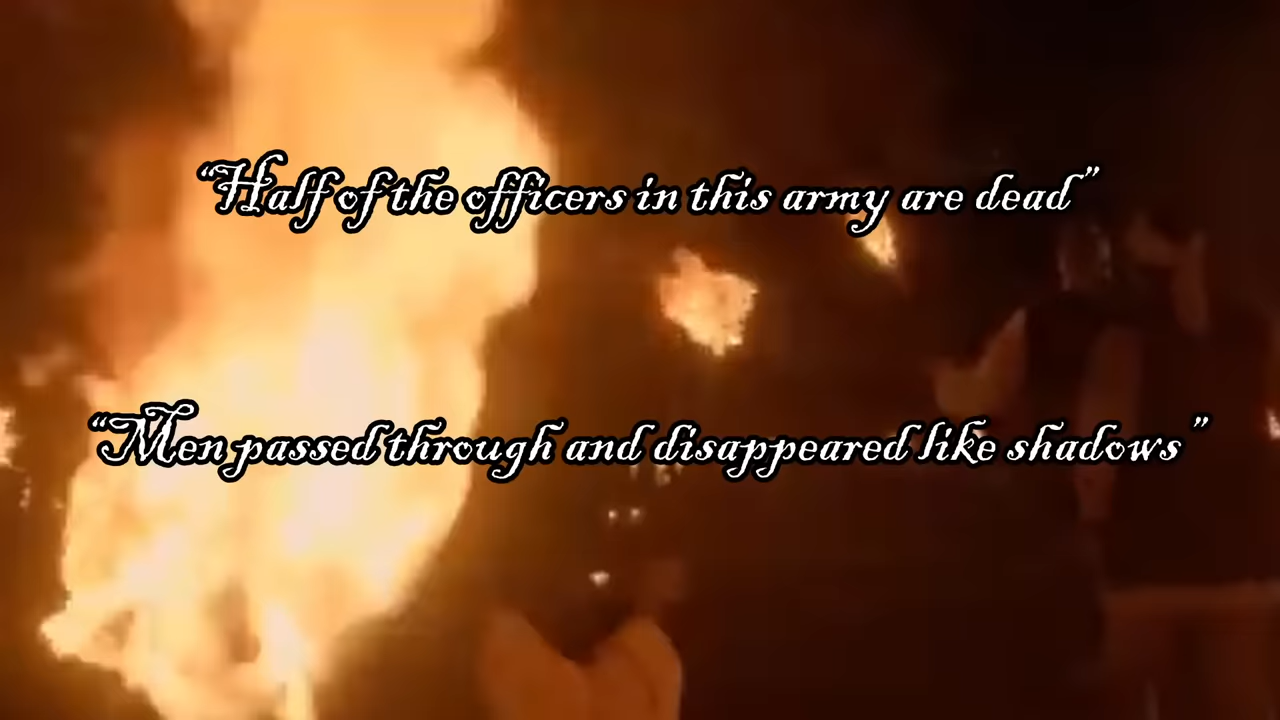 “Half of the officers in this army are dead”
“Men passed through and disappeared like shadows”